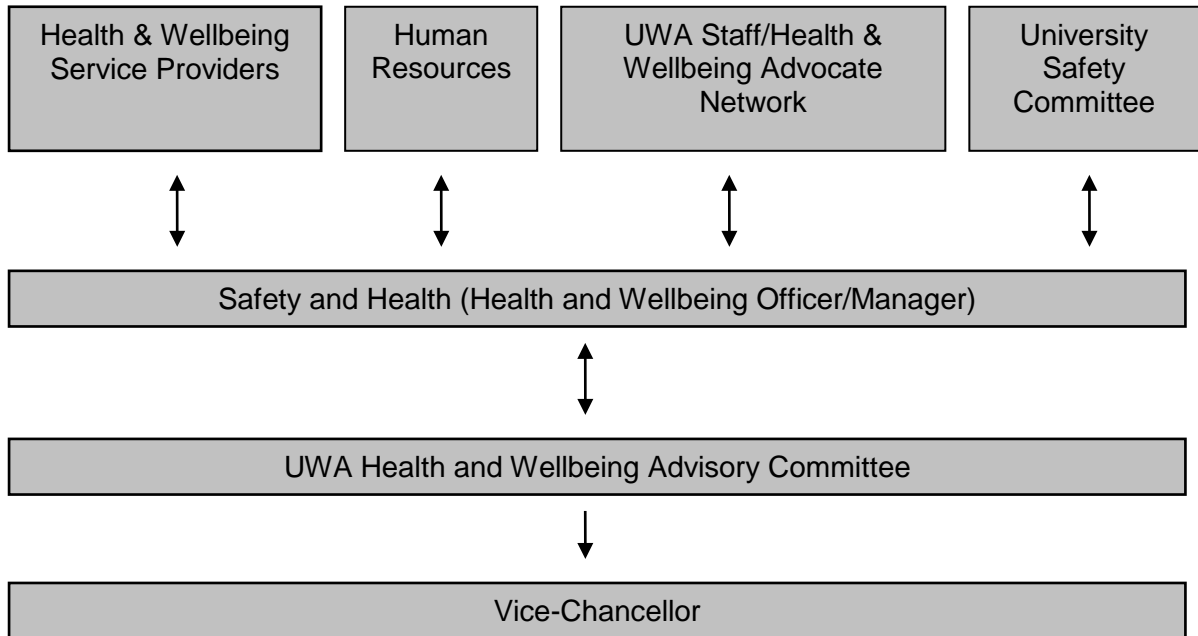 Health & Wellbeing
Service Providers
Human
Resources
UWA Staff/Health &
Wellbeing Advocate
Network
University
Safety
Committee
Safety and Health (Health and Wellbeing Officer/Manager)
UWA Health and Wellbeing Advisory Committee
Vice-Chancellor